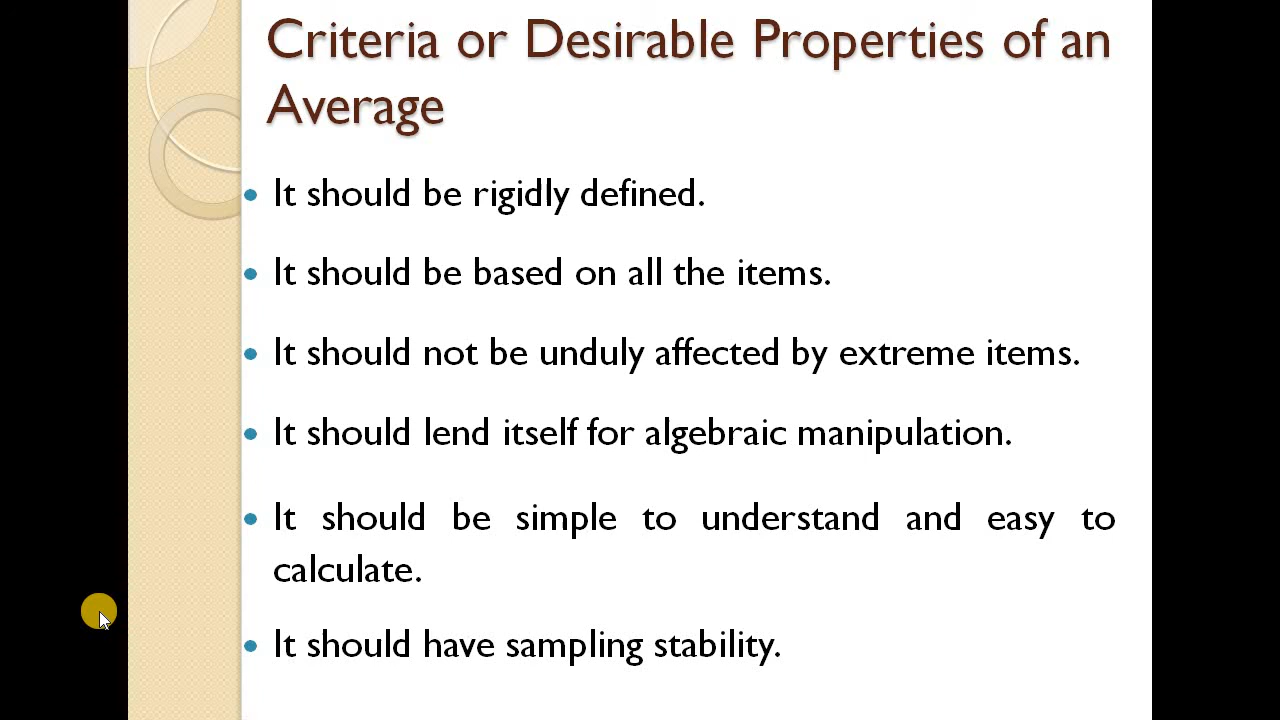 Criteria or Desirable Properties of an
Average
• It should be rigidly defined.
• It should be based on all the items.
• It should not be unduly affected by extreme items.
• It should lend itself for algebraic manipulation.
• It should be simple to understand and easy to
calculate.
• It should have sampling stability.